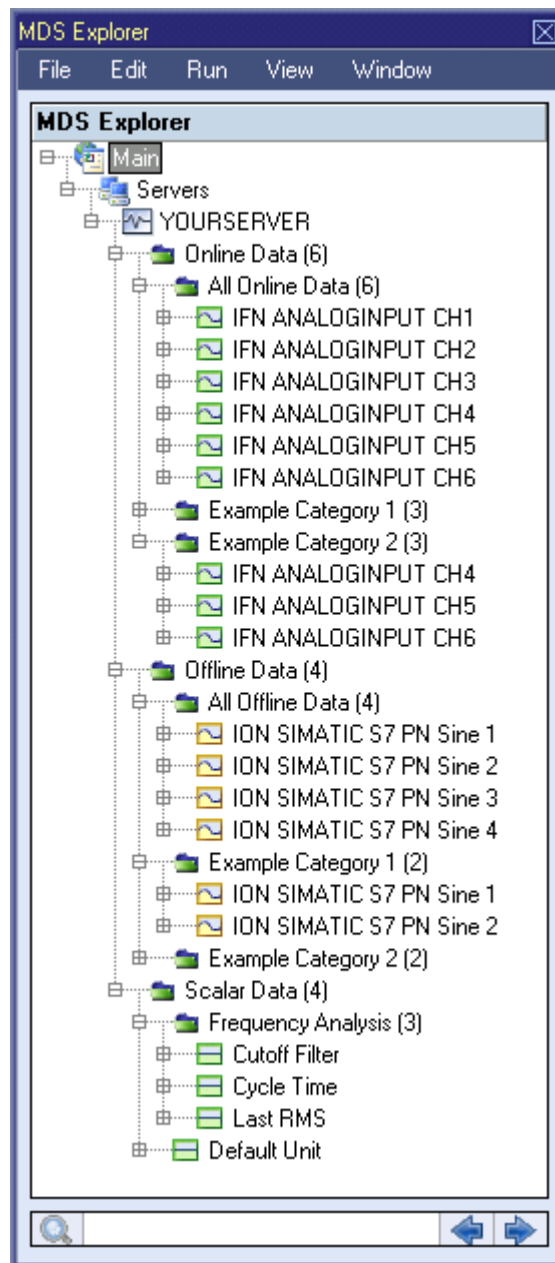 MDS Explorer
File Edit Run View Window
MDS Explorer
Main
Servers
YOURSERVER
Online Data (6)
All Online Data (6)
IFN ANALOGINPUT CH1
IFN ANALOGINPUT CH2
IFN ANALOGINPUT CH3
IFN ANALOGINPUT CH4
IFN ANALOGINPUT CH5
IFN ANALOGINPUT CH6
Example Category 1 (3)
Example Category 2 (3)
IFN ANALOGINPUT CH4
IFN ANALOGINPUT CH5
IFN ANALOGINPUT CH6
Offline Data (4)
All Offline Data (4)
ION SIMATIC S7 PN Sine 1
ION SIMATIC S7 PN Sine 2
ION SIMATIC S7 PN Sine 3
ION SIMATIC S7 PN Sine 4
Example Category 1 (2)
ION SIMATIC S7 PN Sine 1
ION SIMATIC S7 PN Sine 2
Example Category 2 (2)
Scalar Data (4)
Frequency Analysis (3)
Cutoff Filter
Cycle Time
Last RMS
Default Unit